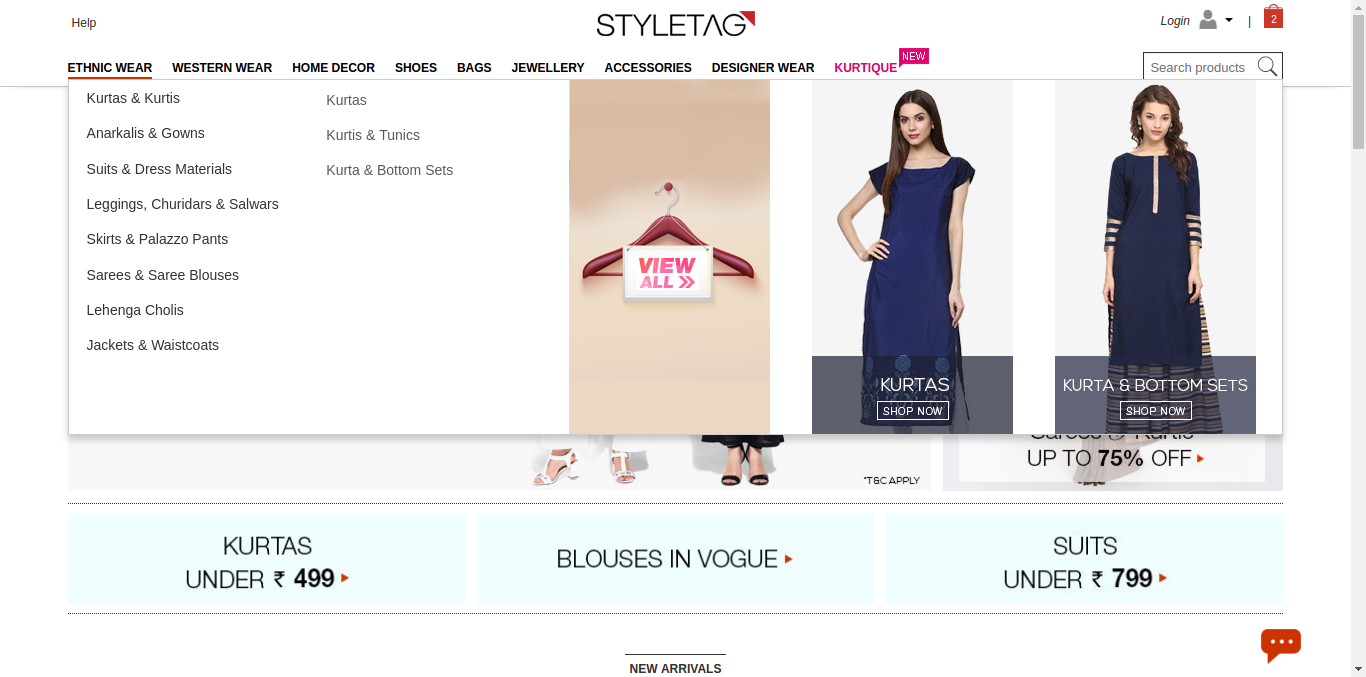 Help
STYLETAG
Login
|
2
ETHNIC WEAR
WESTERN WEAR
HOME DECOR
SHOES
BAGS
JEWELLERY
ACCESSORIES
DESIGNER WEAR
KURTIQUE
NEW
Search products
Kurtas & Kurtis
Anarkalis & Gowns
Suits & Dress Materials
Leggings, Churidars & Salwars
Skirts & Palazzo Pants
Sarees & Saree Blouses
Lehenga Cholis
Jackets & Waistcoats
Kurtas
Kurtis & Tunics
Kurta & Bottom Sets
VIEW
ALL »
KURTAS
SHOP NOW
KURTA & BOTTOM SETS
SHOP NOW
*T&C APPLY
Sarees & Kurtis
UP TO 75% OFF
KURTAS
UNDER ₹ 499
BLOUSES IN VOGUE
SUITS
UNDER ₹ 799
NEW ARRIVALS